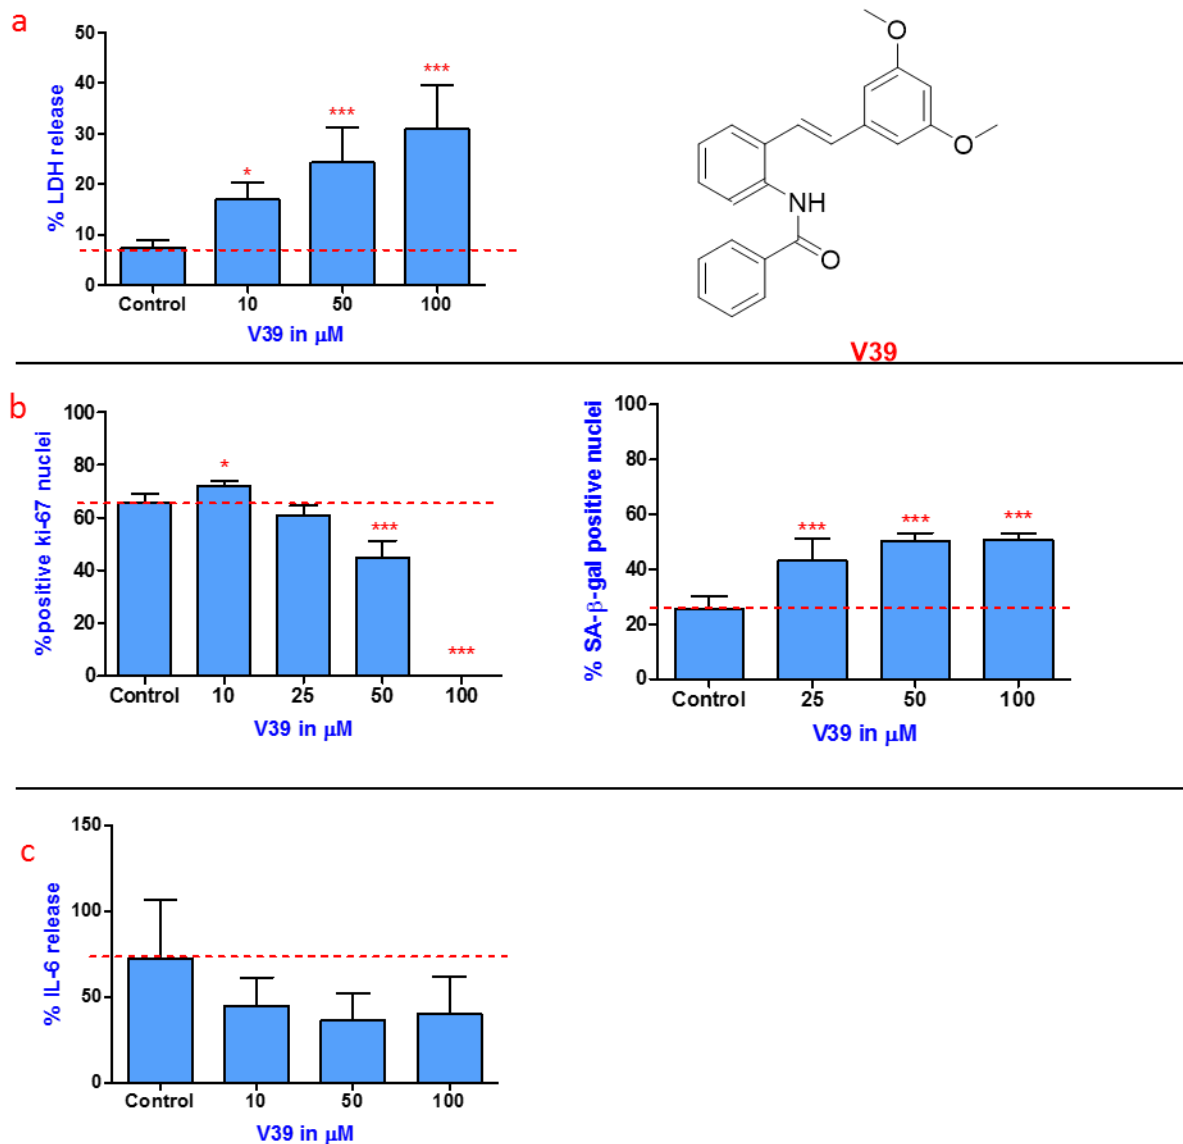 a
50
40
30
20
10
0
% LDH release
*
***
***
Control 10 50 100
V39 in μM
O
O
NH
O
V39
b
100
80
60
40
20
0
%positive ki-67 nuclei
*
***
***
Control 10 25 50 100
V39 in μM
100
80
60
40
20
0
% SA-β-gal positive nuclei
***
***
***
Control 25 50 100
V39 in μM
c
150
100
50
0
% IL-6 release
Control 10 50 100
V39 in μM